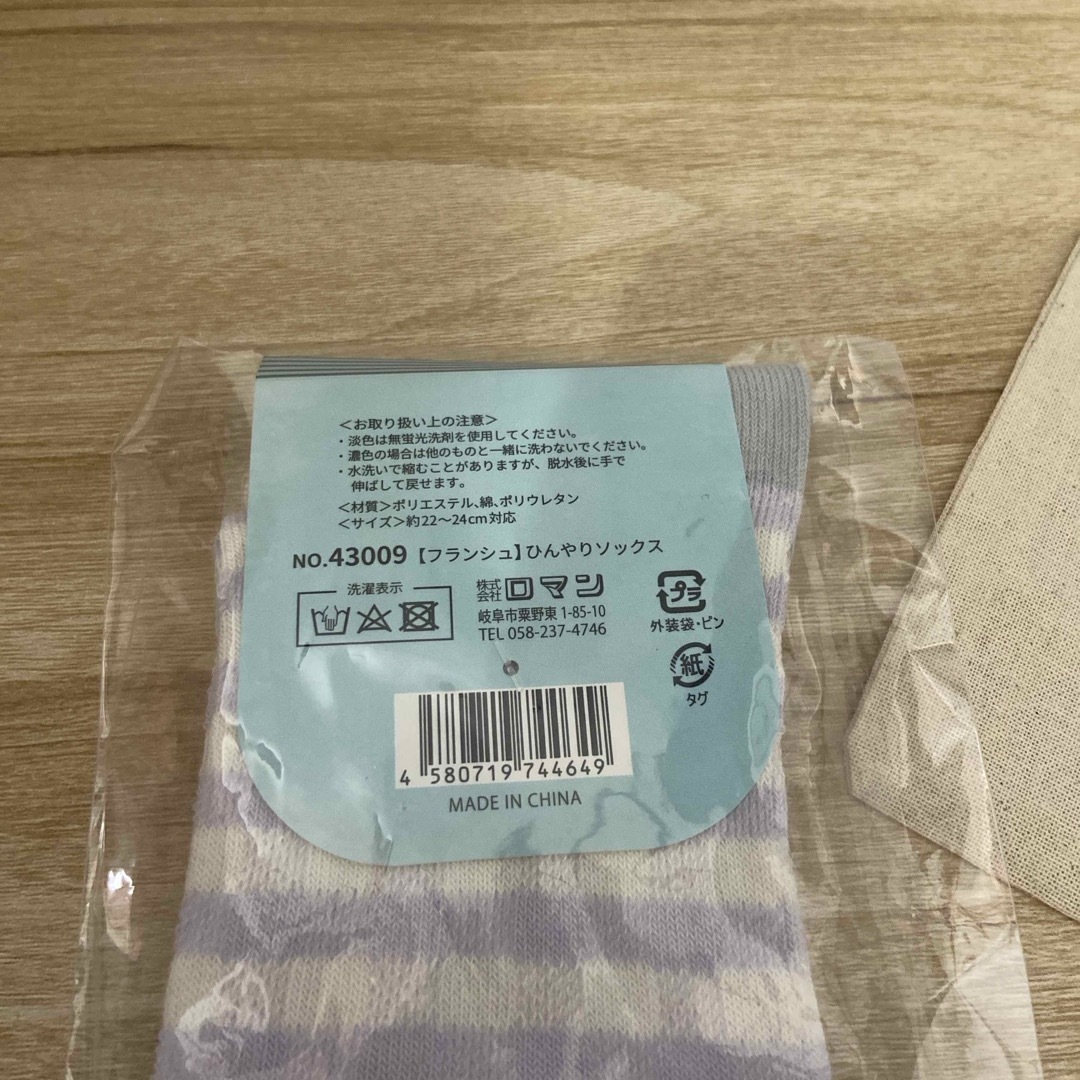 ＜お取り扱い上の注意＞
・淡色は無蛍光洗剤を使用してください。
・濃色の場合は他のものと一緒に洗わないでください。
・水洗いで縮むことがありますが、脱水後に手で
伸ばして戻せます。
＜材質＞ポリエステル、綿、ポリウレタン
＜サイズ＞約22〜24cm対応
NO.43009【フランシュ】ひんやりソックス
洗濯表示
株式会社 ロマン
岐阜市粟野東 1-85-10
TEL 058-237-4746
プラ
外装袋・ピン
紙
タグ
4 580719 744649
MADE IN CHINA